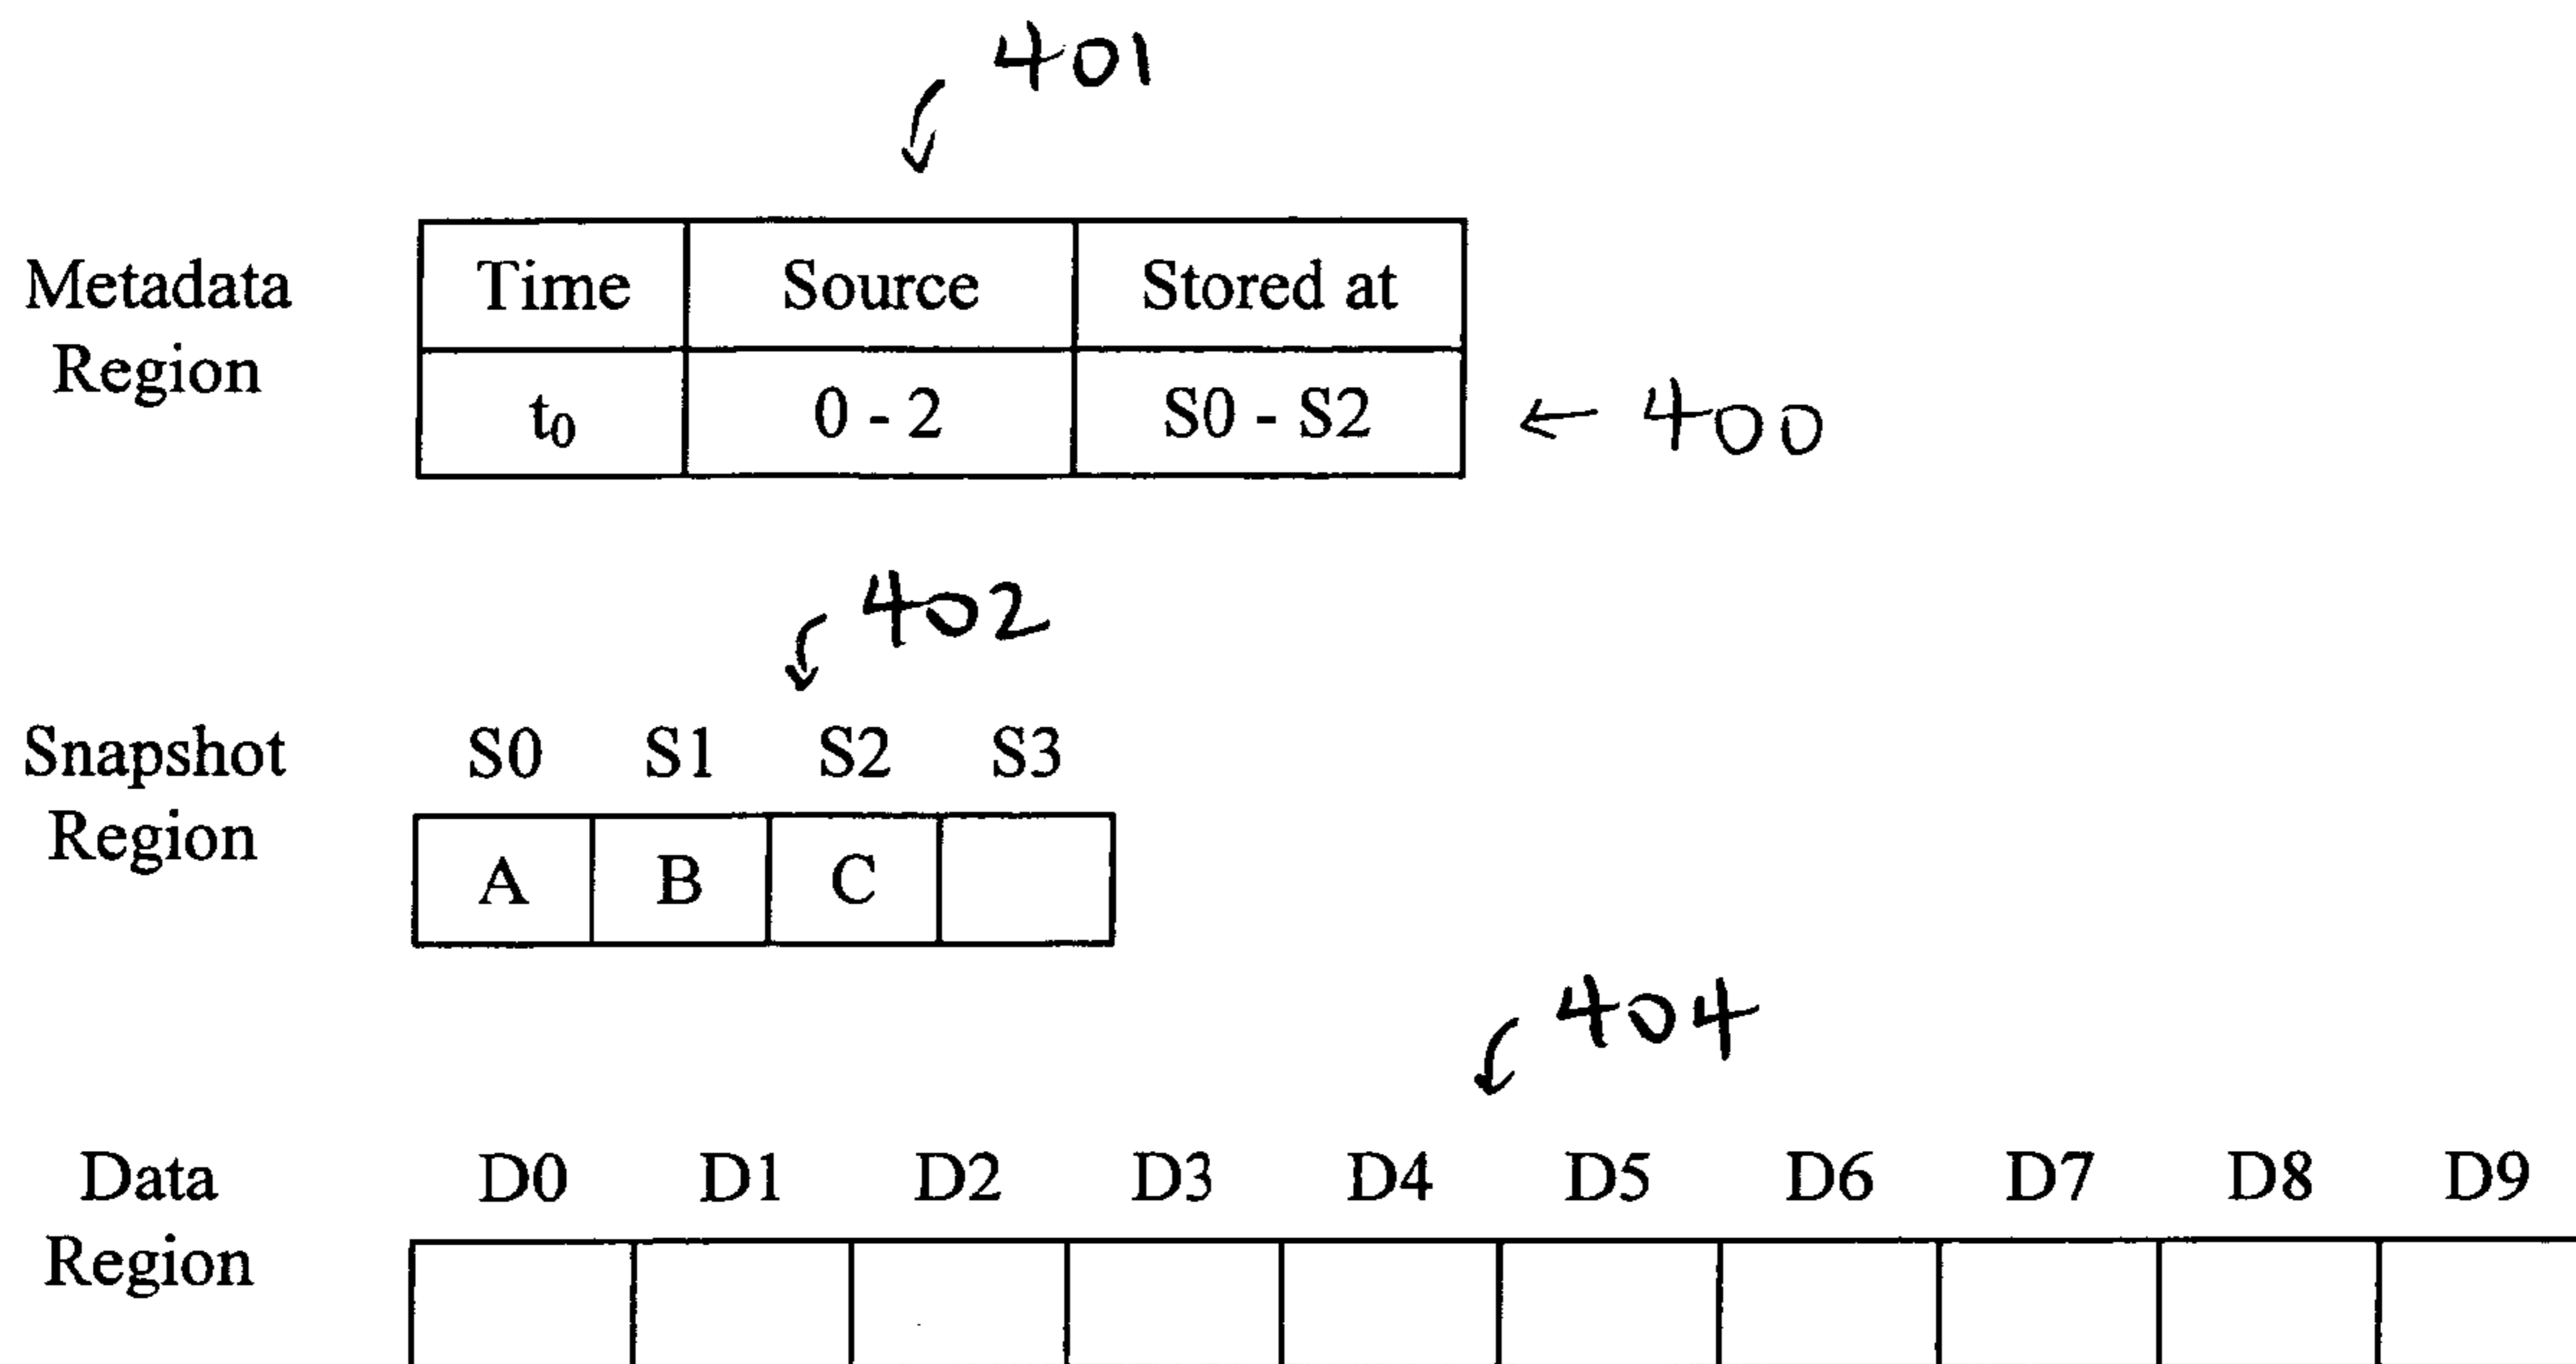 401
Metadata
Region
Time Source Stored at
t₀ 0 - 2 S0 - S2
← 400
402
Snapshot
Region
S0 S1 S2 S3
A B C
404
Data
Region
D0 D1 D2 D3 D4 D5 D6 D7 D8 D9